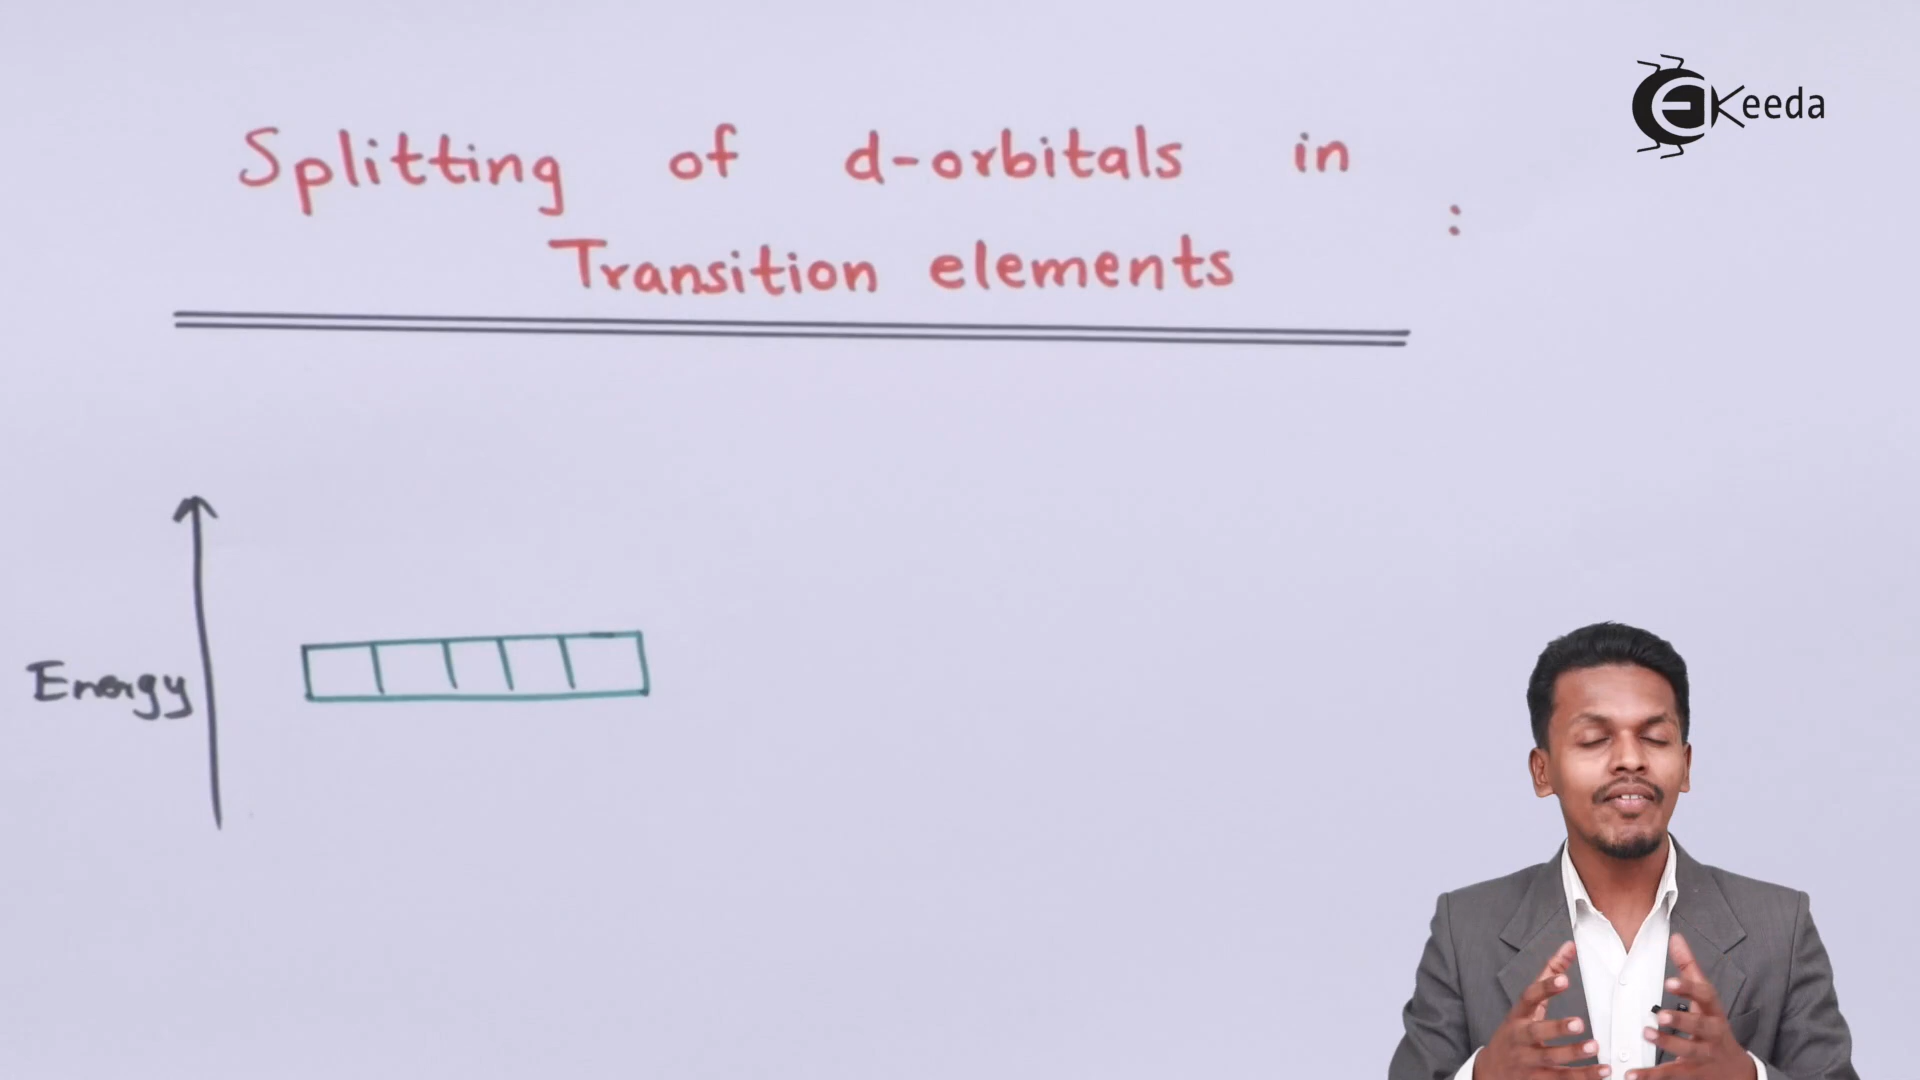 Ekeeda
Splitting of d-orbitals in
Transition elements :
Energy